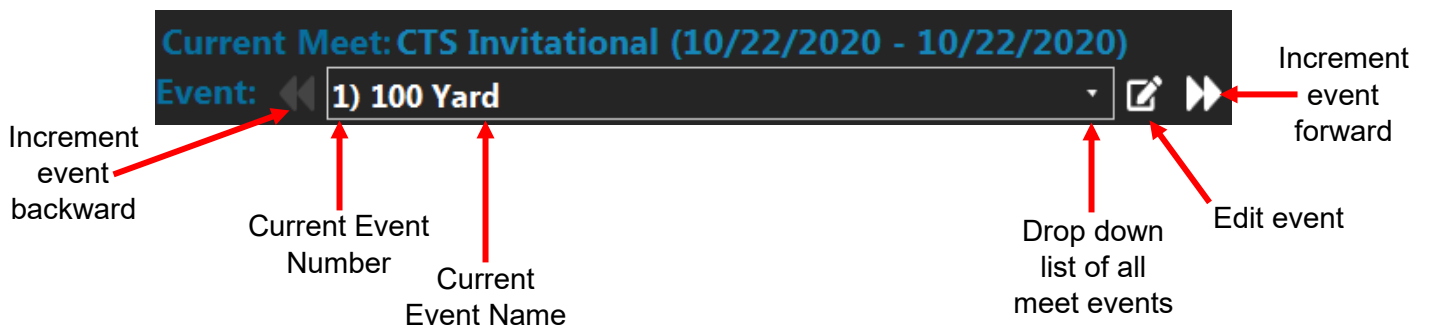 Current Meet: CTS Invitational (10/22/2020 - 10/22/2020)
Event: 1) 100 Yard
Increment
event
forward
Increment
event
backward
Current Event
Number
Current
Event Name
Drop down
list of all
meet events
Edit event